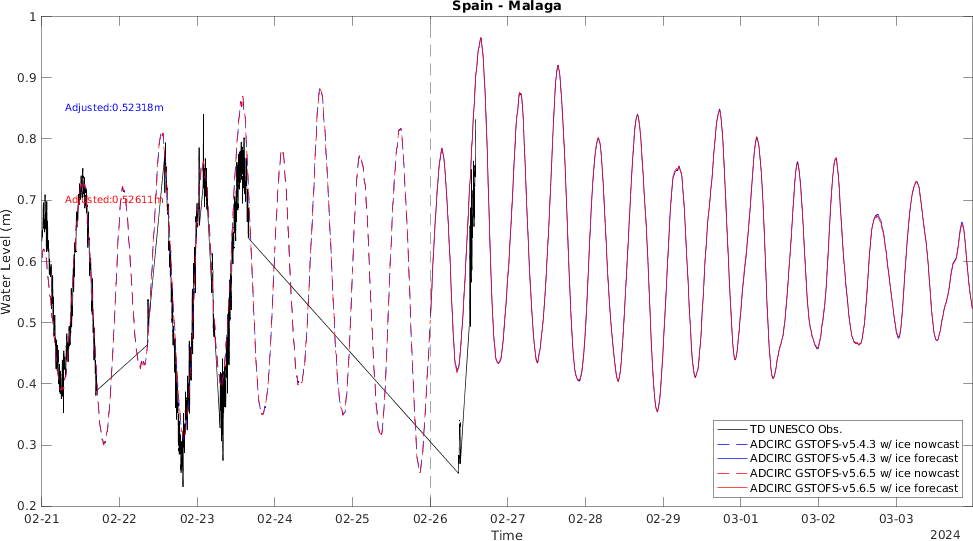 Spain - Malaga
1
0.9
0.8
0.7
0.6
0.5
0.4
0.3
0.2
Water Level (m)
Adjusted:0.52318m
Adjusted:0.52611m
TD UNESCO Obs.
ADCIRC GSTOFS-v5.4.3 w/ ice nowcast
ADCIRC GSTOFS-v5.4.3 w/ ice forecast
ADCIRC GSTOFS-v5.6.5 w/ ice nowcast
ADCIRC GSTOFS-v5.6.5 w/ ice forecast
02-21 02-22 02-23 02-24 02-25 02-26 02-27 02-28 02-29 03-01 03-02 03-03
Time
2024